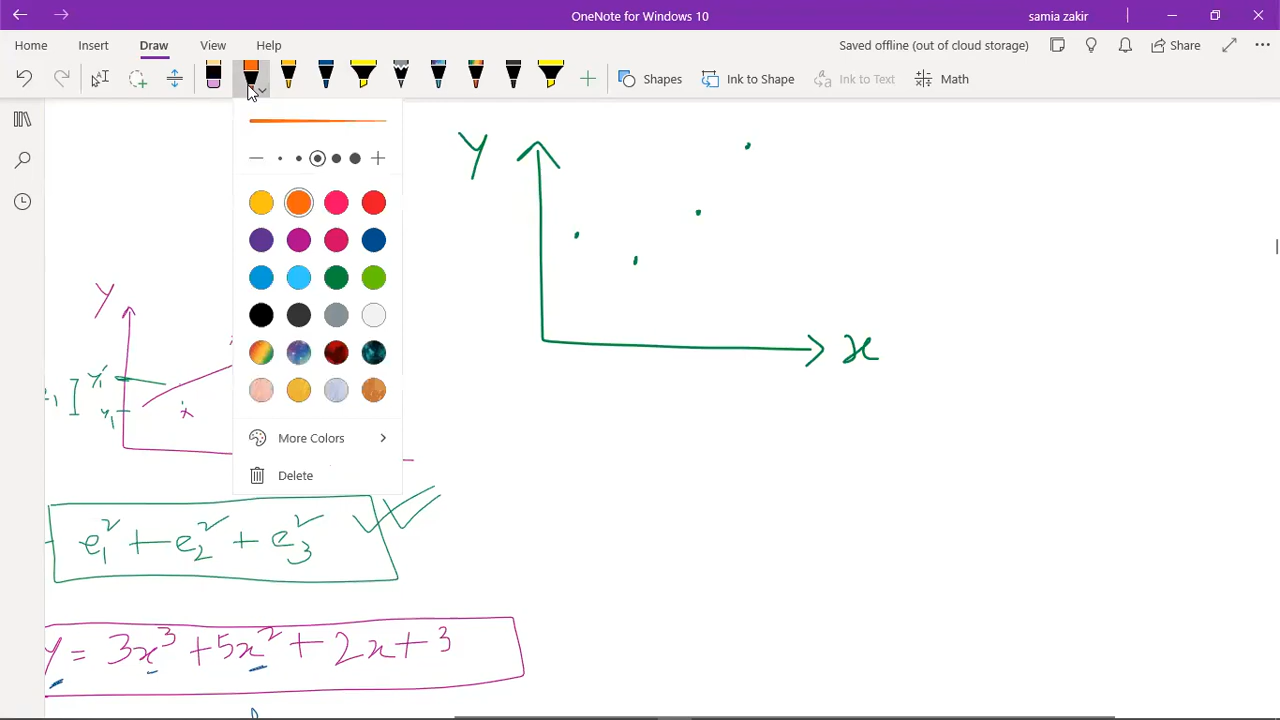 OneNote for Windows 10
samia zakir
Home
Insert
Draw
View
Help
Saved offline (out of cloud storage)
Share
Shapes
Ink to Shape
Ink to Text
Math
More Colors
Delete
Y
x
Y
y₁
x
e₁² + e₂² + e₃²
y = 3x³ + 5x² + 2x + 3